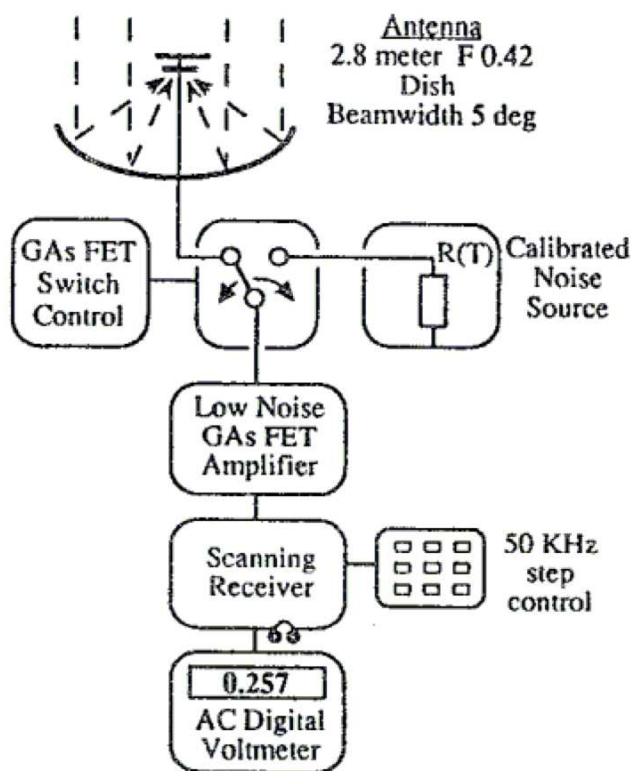 Antenna
2.8 meter F 0.42
Dish
Beamwidth 5 deg
GAs FET
Switch
Control
R(T)
Calibrated
Noise
Source
Low Noise
GAs FET
Amplifier
Scanning
Receiver
50 KHz
step
control
0.257
AC Digital
Voltmeter